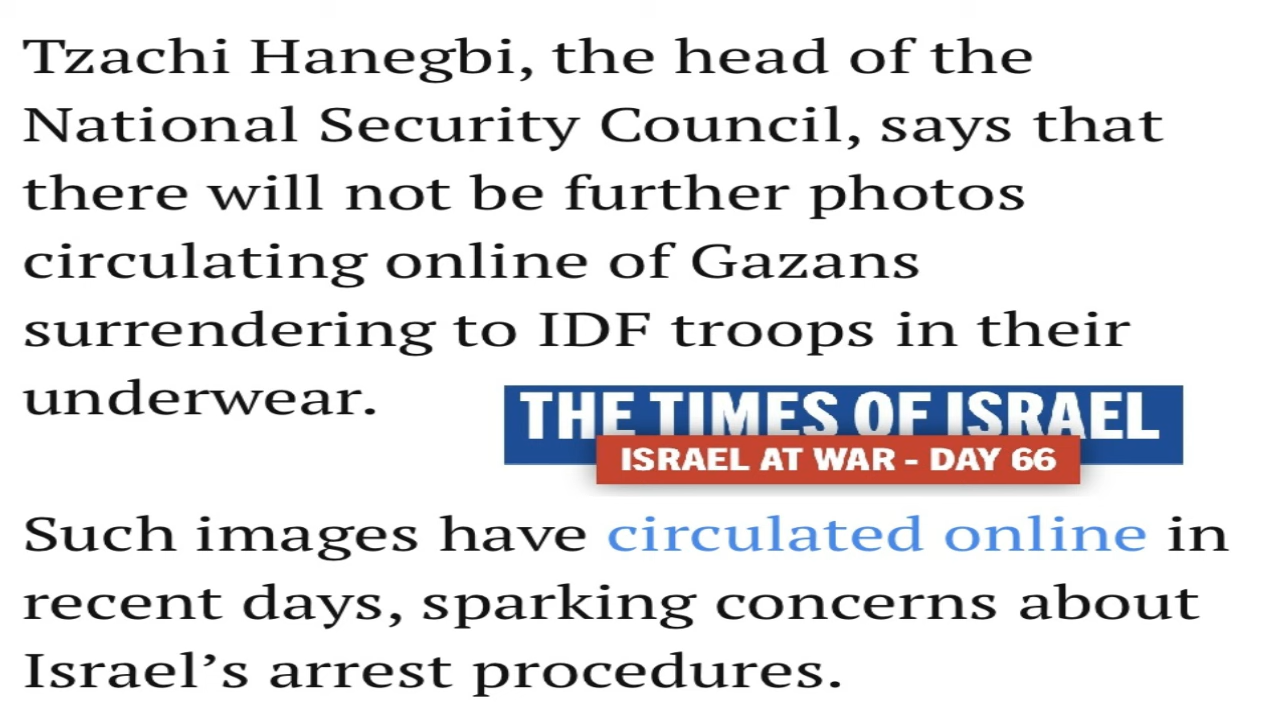 Tzachi Hanegbi, the head of the
National Security Council, says that
there will not be further photos
circulating online of Gazans
surrendering to IDF troops in their
underwear.
THE TIMES OF ISRAEL
ISRAEL AT WAR - DAY 66
Such images have circulated online in
recent days, sparking concerns about
Israel’s arrest procedures.